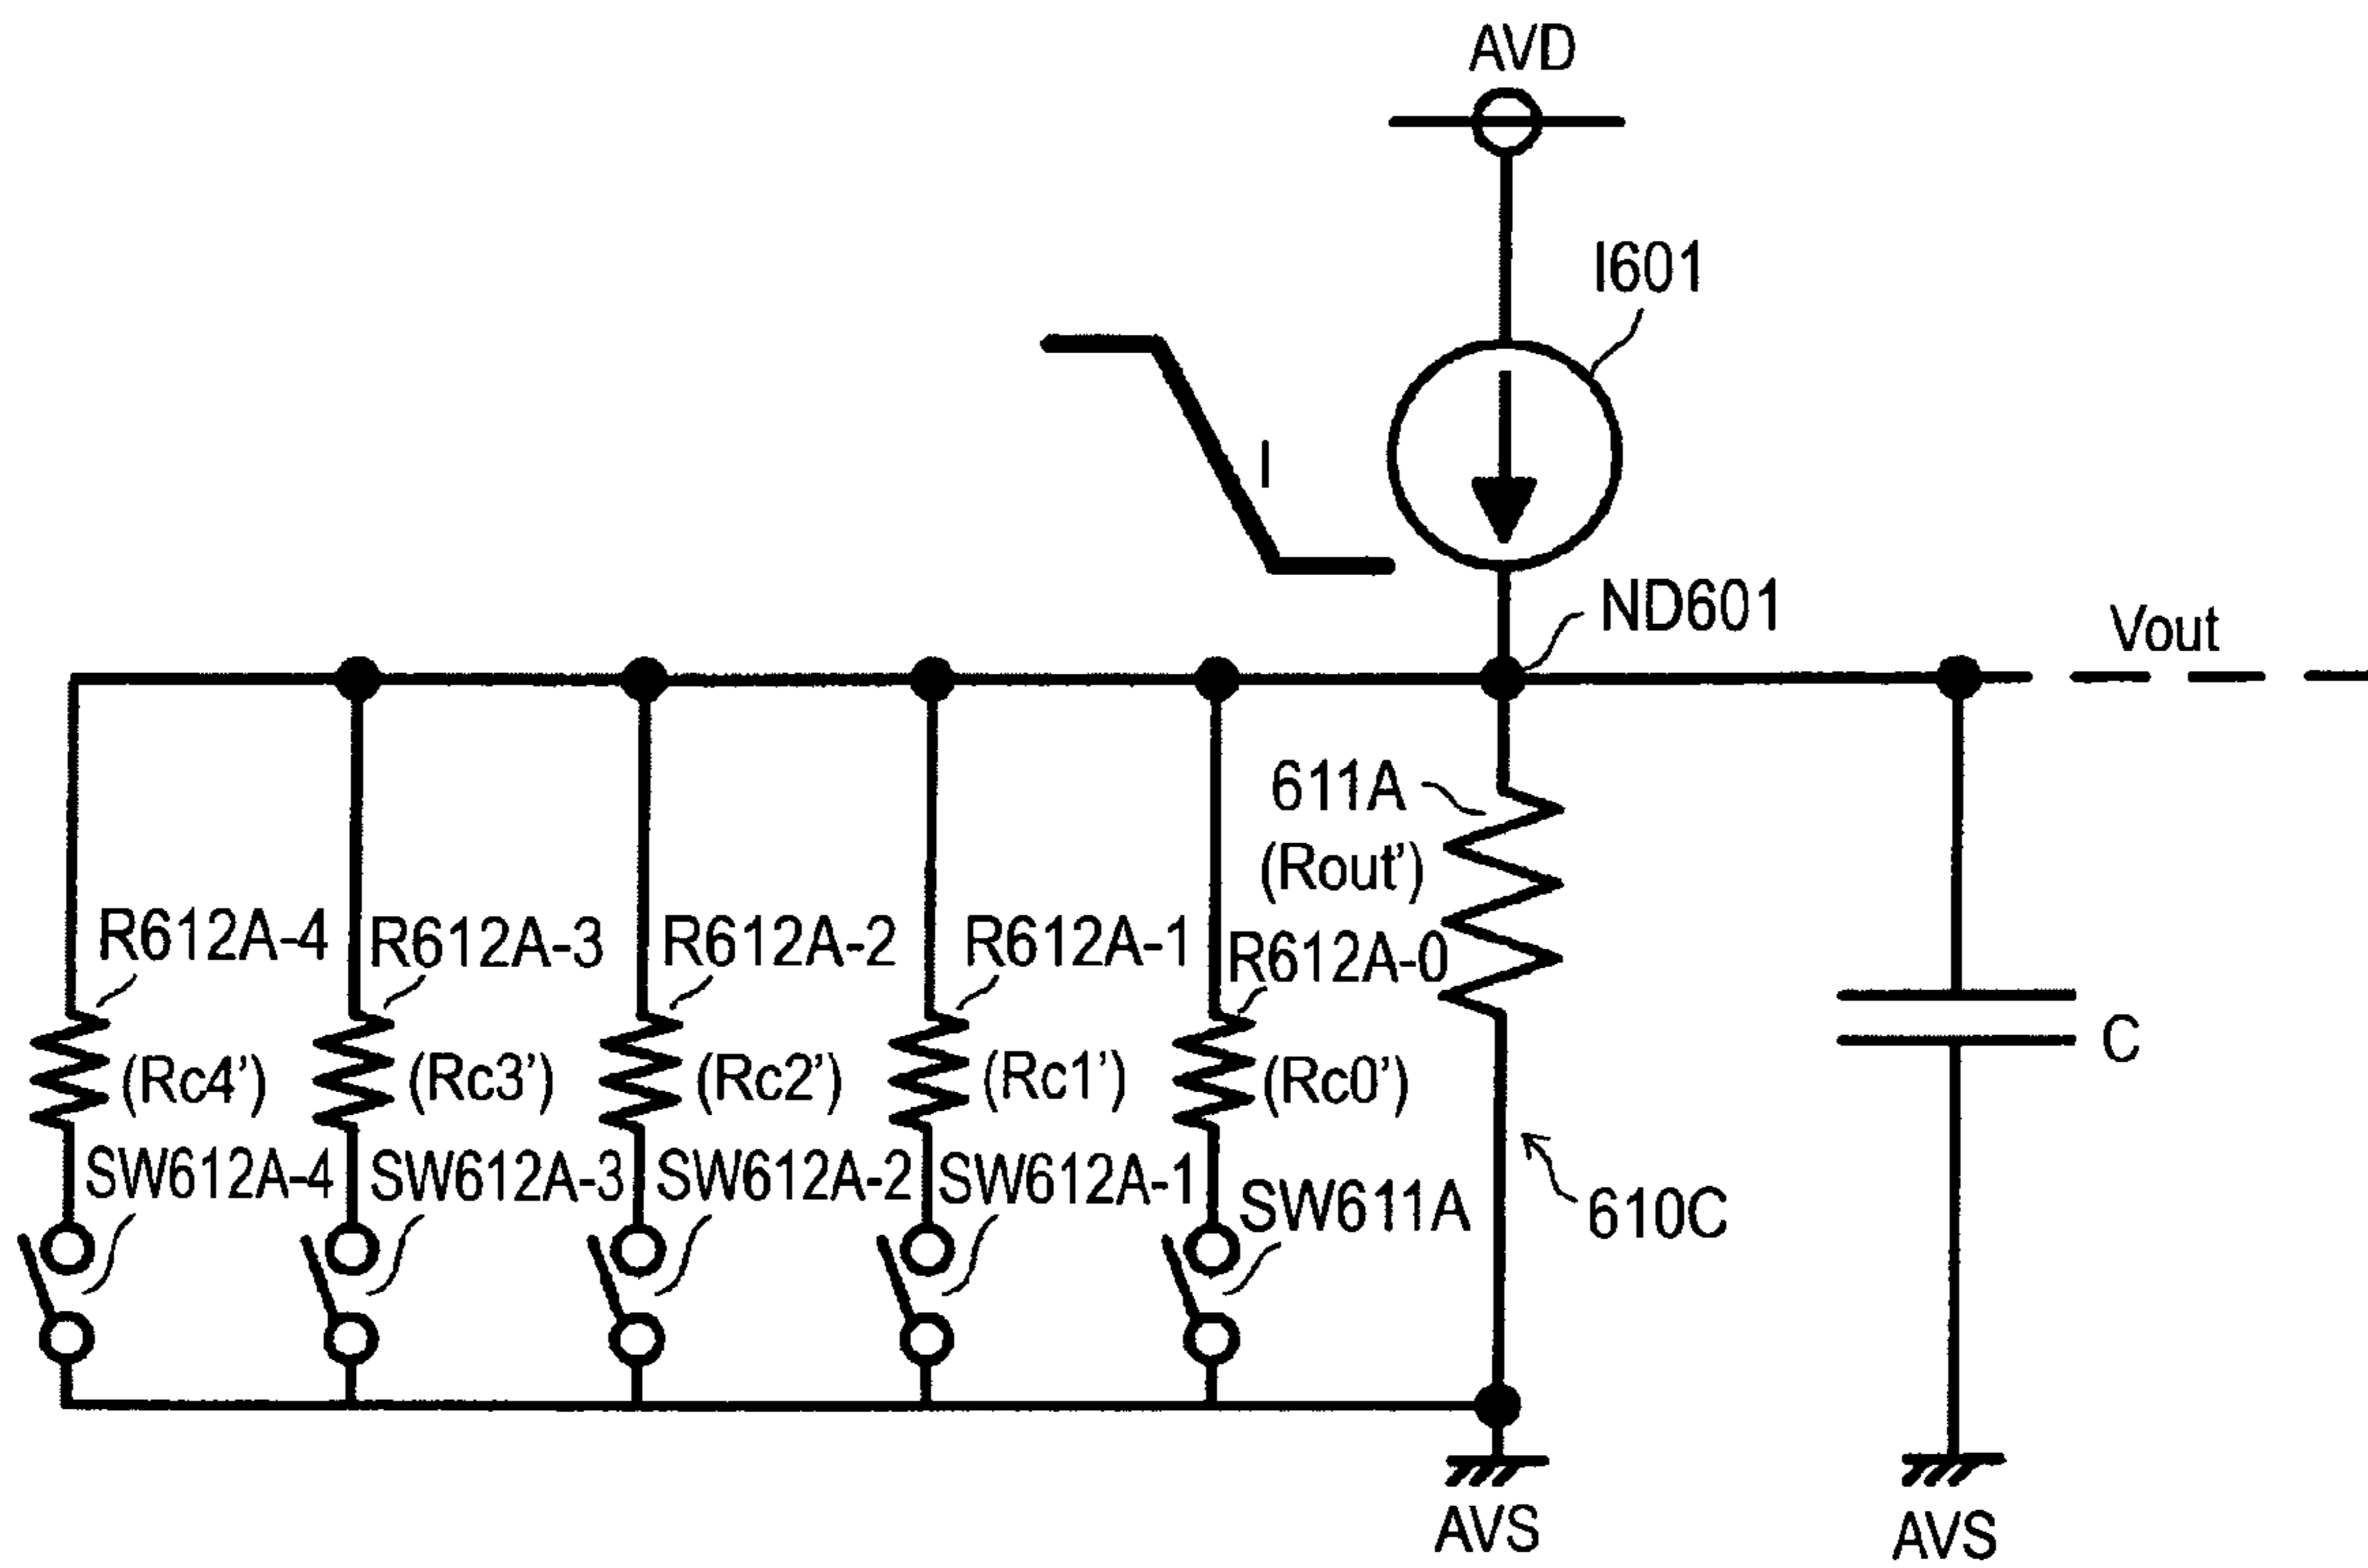 AVD
I601
I
ND601
Vout
611A
(Rout')
R612A-4
R612A-3
R612A-2
R612A-1
R612A-0
C
(Rc4')
(Rc3')
(Rc2')
(Rc1')
(Rc0')
SW612A-4
SW612A-3
SW612A-2
SW612A-1
SW611A
610C
AVS
AVS